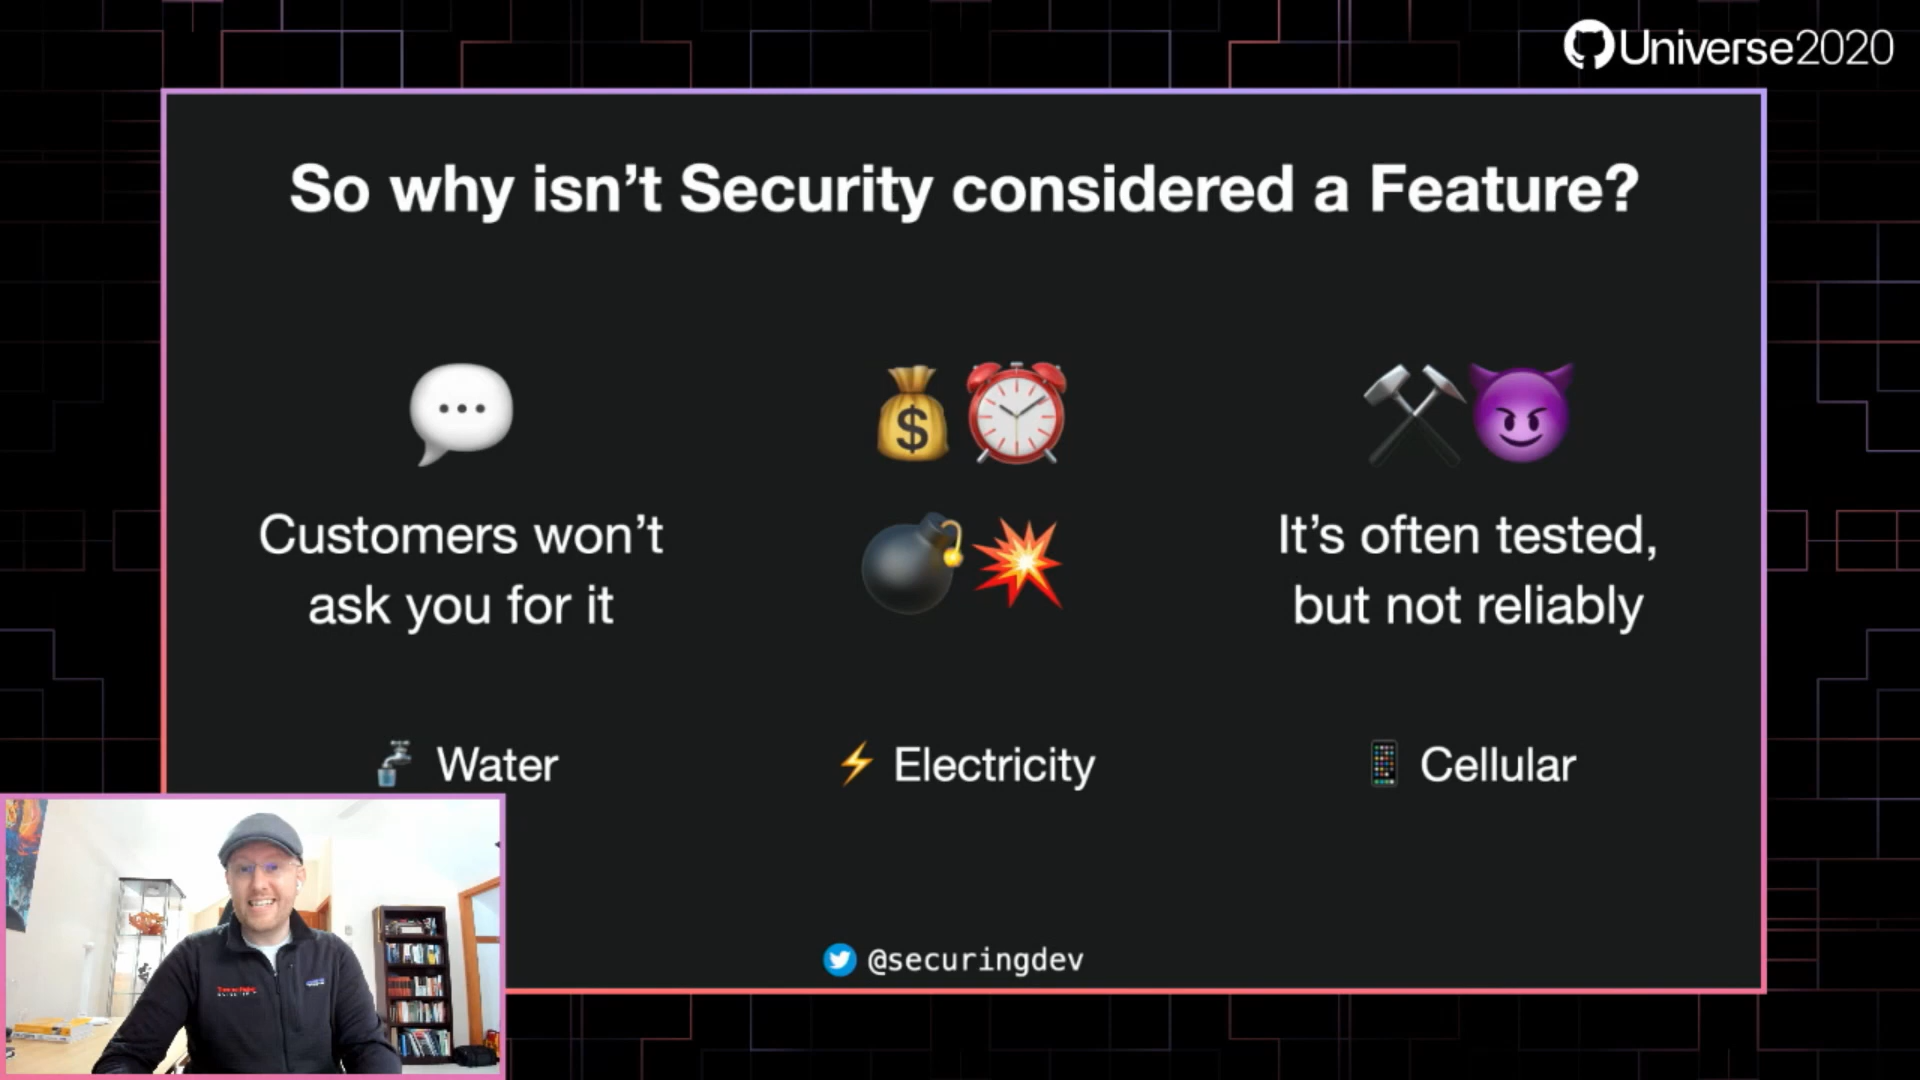 Universe2020
So why isn’t Security considered a Feature?
Customers won’t
ask you for it
$
It’s often tested,
but not reliably
Water
Electricity
Cellular
@securingdev